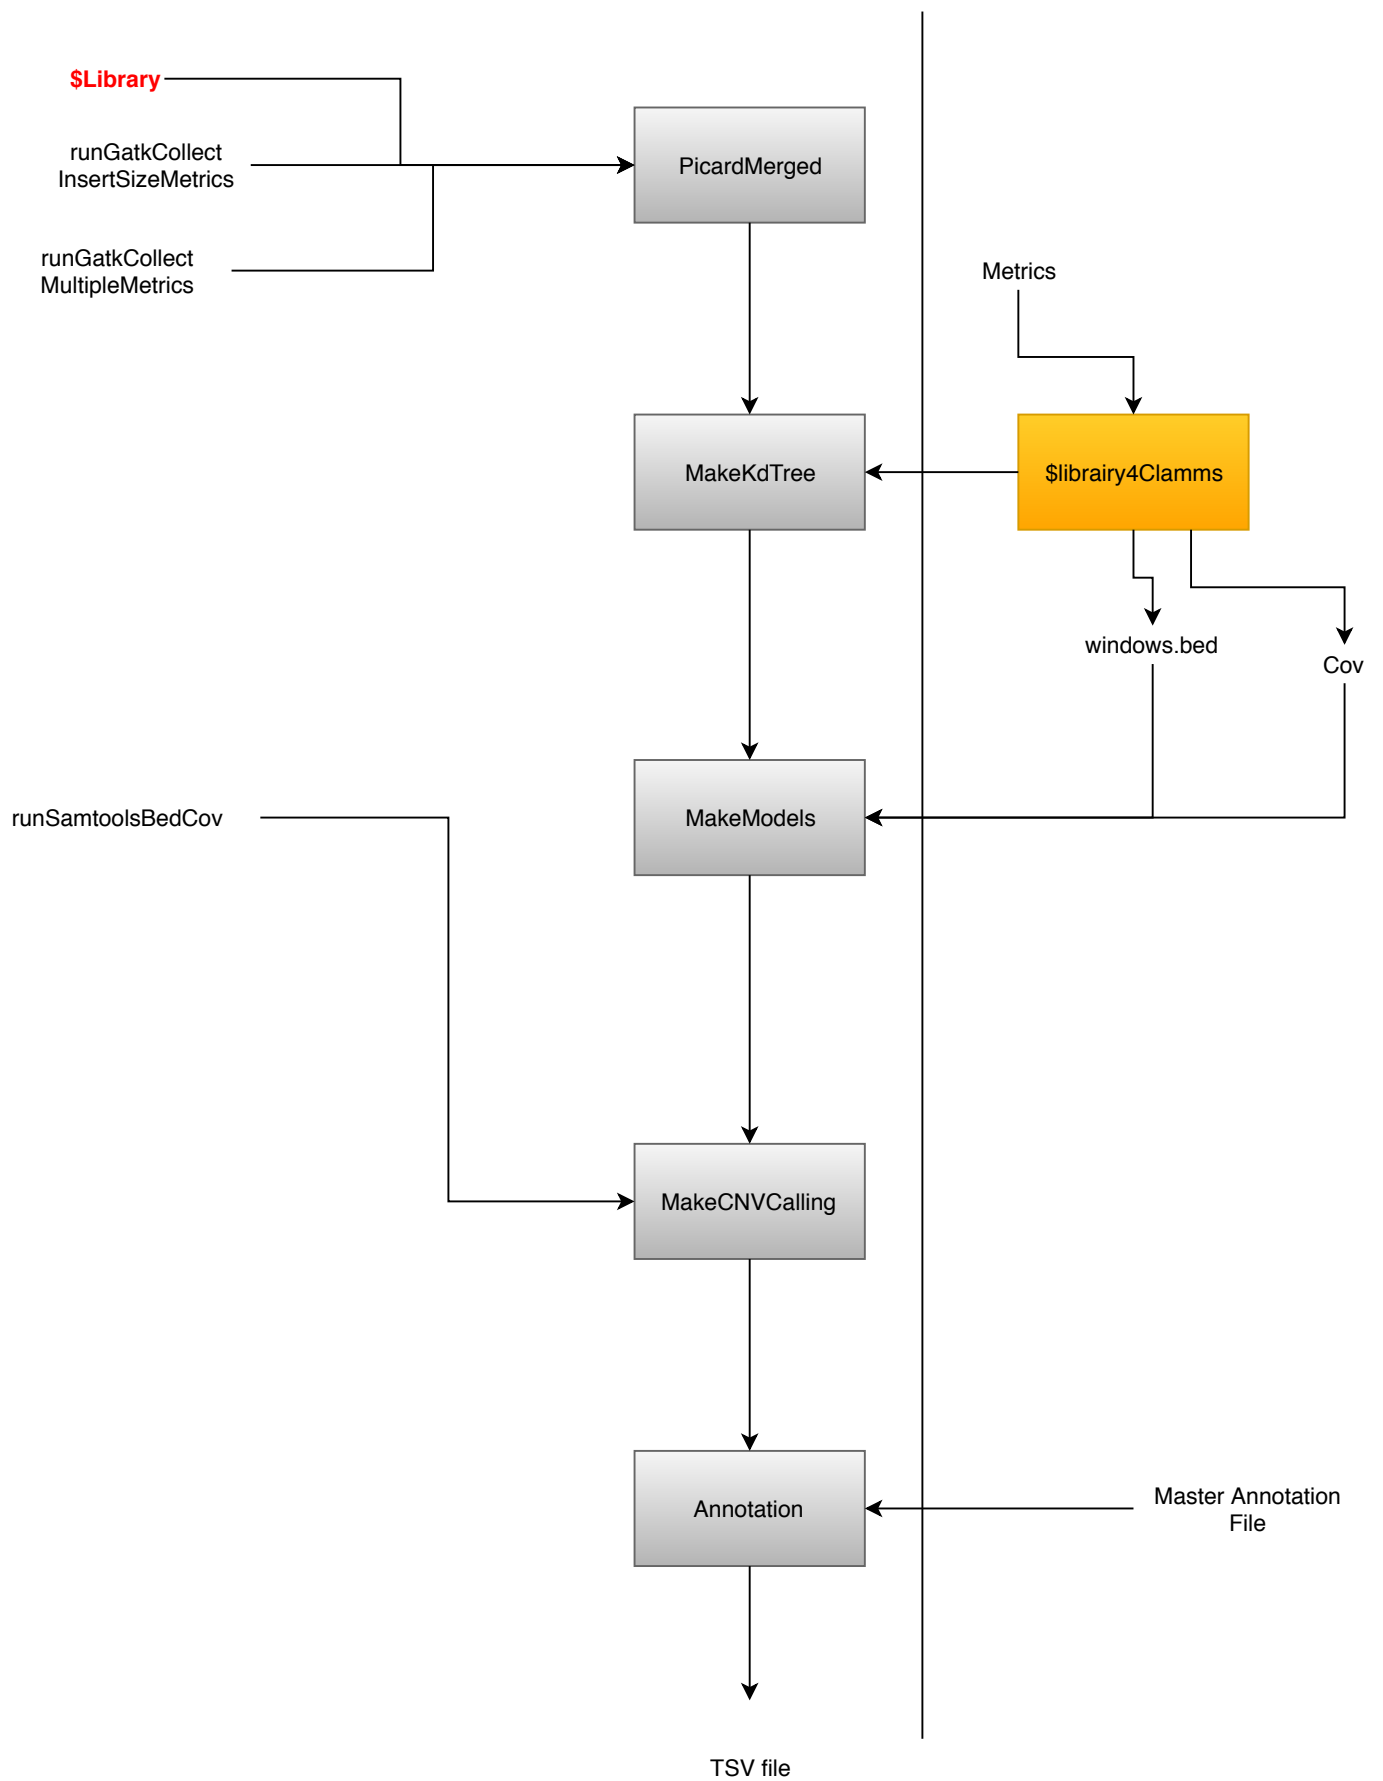 $Library
runGatkCollect
InsertSizeMetrics
PicardMerged
runGatkCollect
MultipleMetrics
Metrics
MakeKdTree
$librairy4Clamms
windows.bed
Cov
runSamtoolsBedCov
MakeModels
MakeCNVCalling
Annotation
Master Annotation
File
TSV file